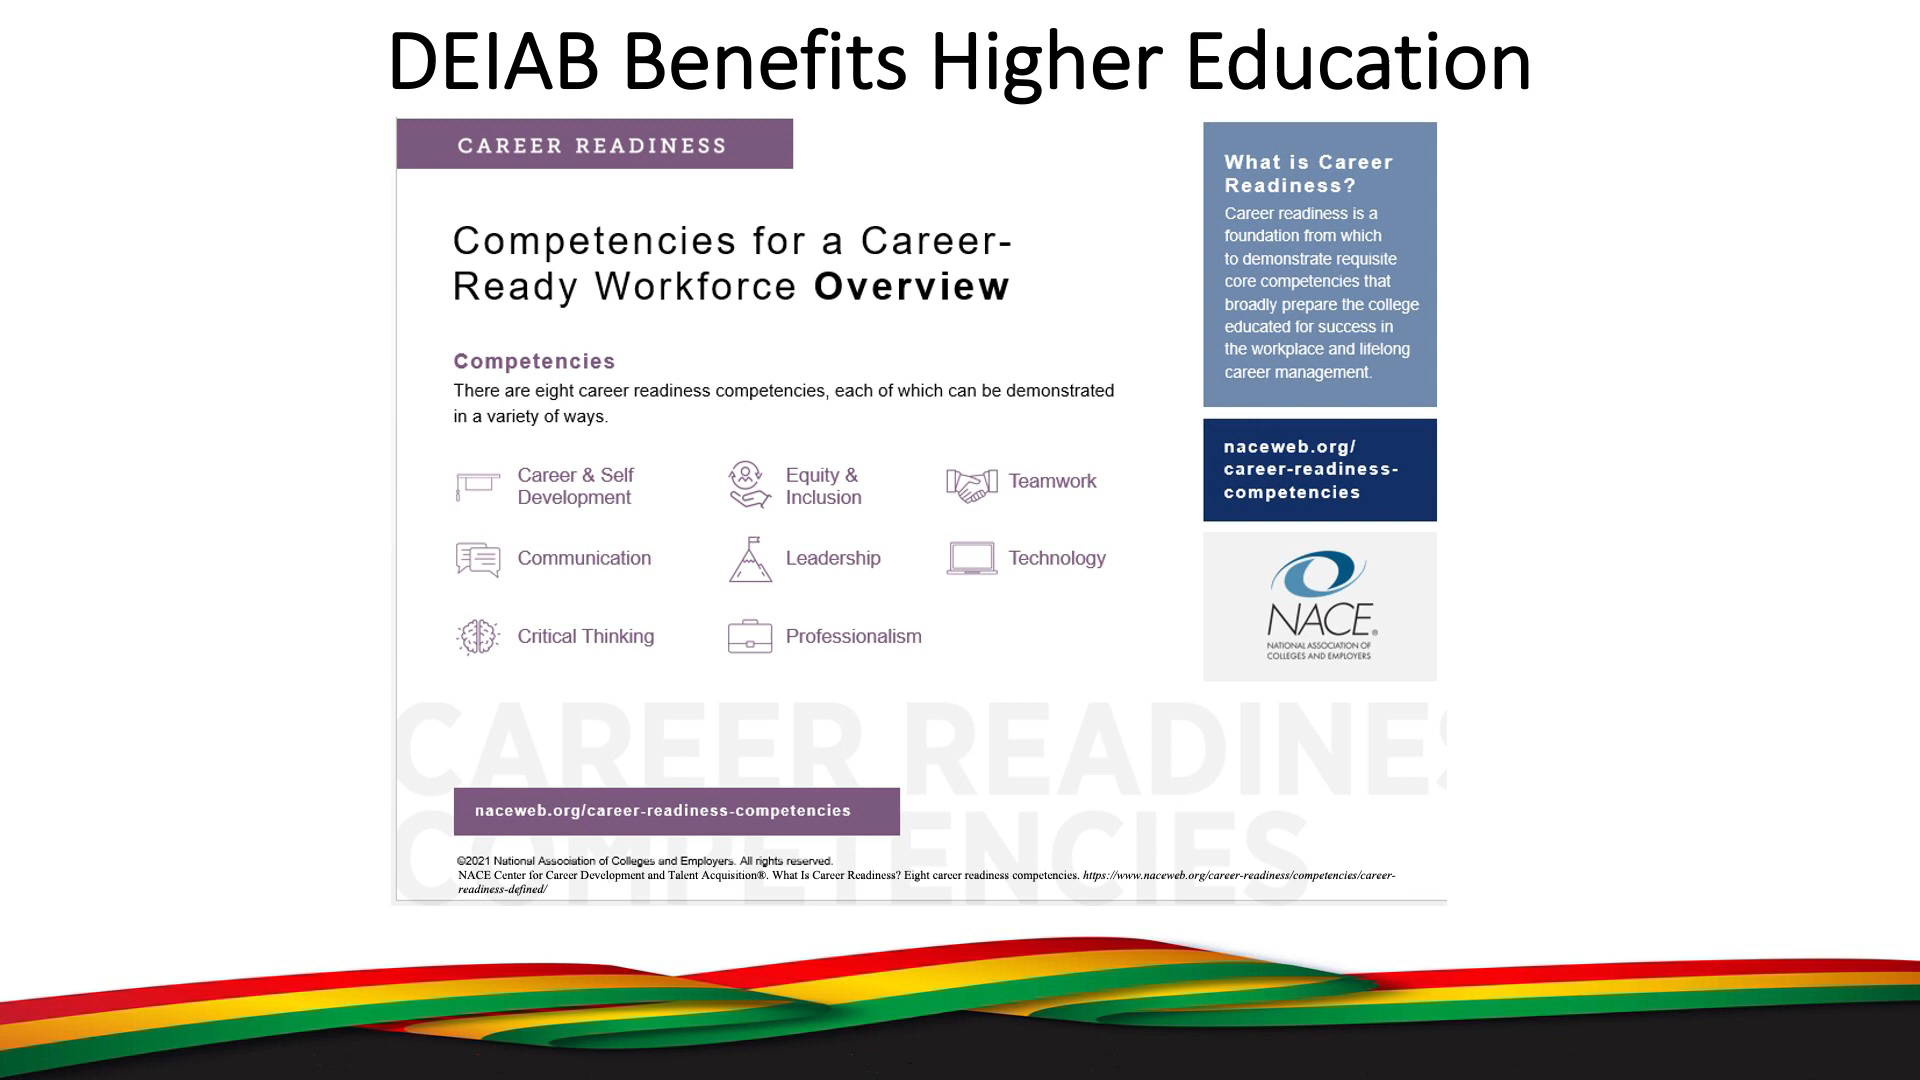 DEIAB Benefits Higher Education
CAREER READINESS
Competencies for a Career-
Ready Workforce Overview
Competencies
There are eight career readiness competencies, each of which can be demonstrated
in a variety of ways.
Career & Self
Development
Equity &
Inclusion
Teamwork
Communication
Leadership
Technology
Critical Thinking
Professionalism
What is Career
Readiness?
Career readiness is a
foundation from which
to demonstrate requisite
core competencies that
broadly prepare the college
educated for success in
the workplace and lifelong
career management.
naceweb.org/
career-readiness-
competencies
NACE®
NATIONAL ASSOCIATION OF
COLLEGES AND EMPLOYERS
CAREER READINES
COMPETENCIES
naceweb.org/career-readiness-competencies
©2021 National Association of Colleges and Employers. All rights reserved.
NACE Center for Career Development and Talent Acquisition®. What Is Career Readiness? Eight career readiness competencies. https://www.naceweb.org/career-readiness/competencies/career-
readiness-defined/